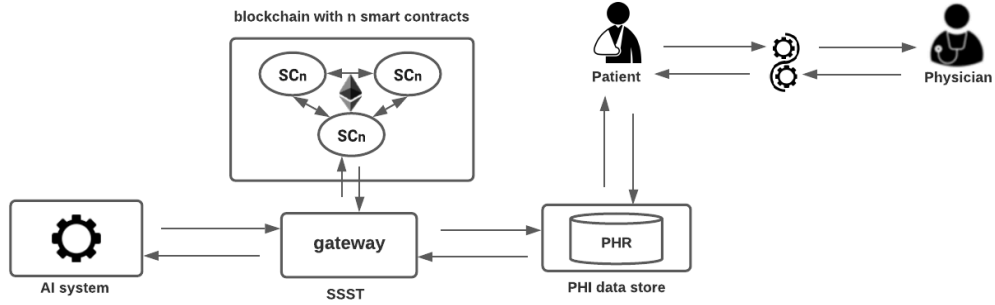 blockchain with n smart contracts
SCn
SCn
SCn
Patient
Physician
gateway
PHR
AI system
SSST
PHI data store